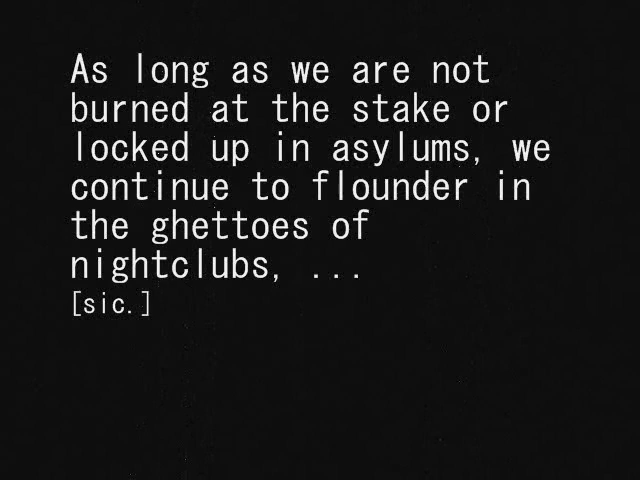 As long as we are not
burned at the stake or
locked up in asylums, we
continue to flounder in
the ghettoes of
nightclubs, ...
[sic.]